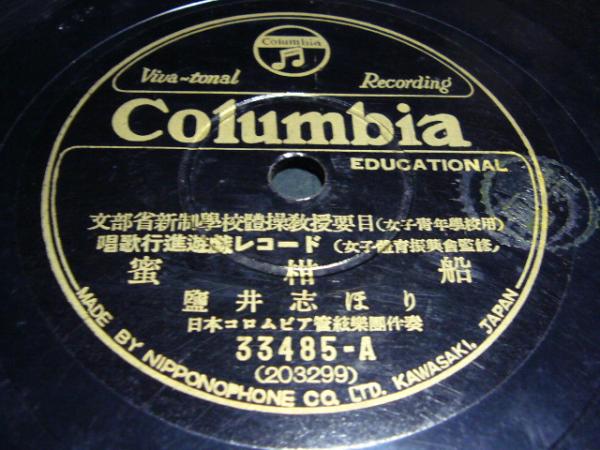 Columbia
Viva-tonal Recording
Columbia
EDUCATIONAL
文部省新制學校體操敎授要目(女子靑年學校用)
唱歌行進遊戲レコード (女子體育振興會監修)
蜜柑船
鹽井志ほり
日本コロムビア管絃樂團伴奏
33485-A
(203299)
MADE BY NIPPONOPHONE CO. LTD. KAWASAKI, JAPAN